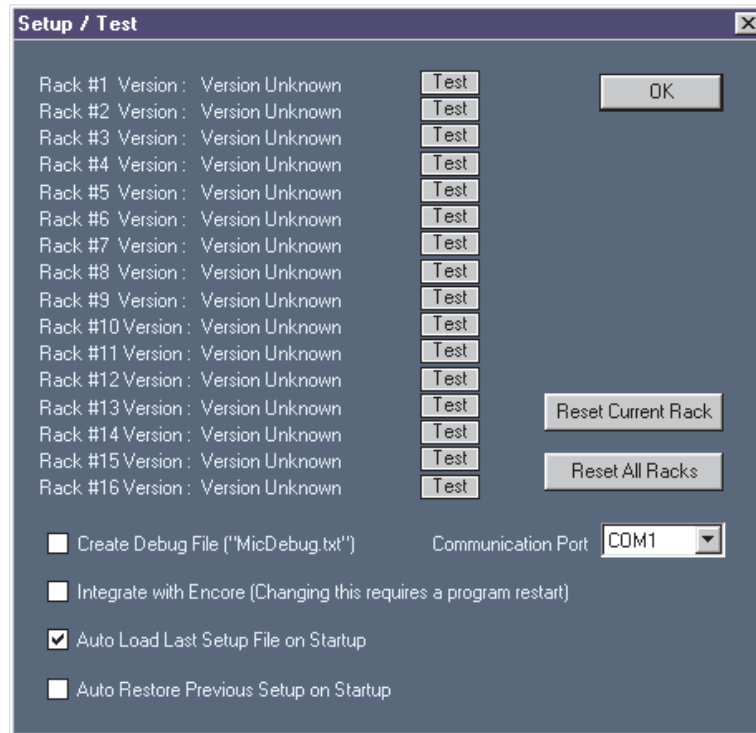 Setup / Test
Rack #1 Version : Version Unknown Test
OK
Rack #2 Version : Version Unknown Test
Rack #3 Version : Version Unknown Test
Rack #4 Version : Version Unknown Test
Rack #5 Version : Version Unknown Test
Rack #6 Version : Version Unknown Test
Rack #7 Version : Version Unknown Test
Rack #8 Version : Version Unknown Test
Rack #9 Version : Version Unknown Test
Rack #10 Version : Version Unknown Test
Rack #11 Version : Version Unknown Test
Rack #12 Version : Version Unknown Test
Rack #13 Version : Version Unknown Test
Reset Current Rack
Rack #14 Version : Version Unknown Test
Rack #15 Version : Version Unknown Test
Reset All Racks
Rack #16 Version : Version Unknown Test
Create Debug File ("MicDebug.txt")
Communication Port COM1
Integrate with Encore (Changing this requires a program restart)
Auto Load Last Setup File on Startup
Auto Restore Previous Setup on Startup